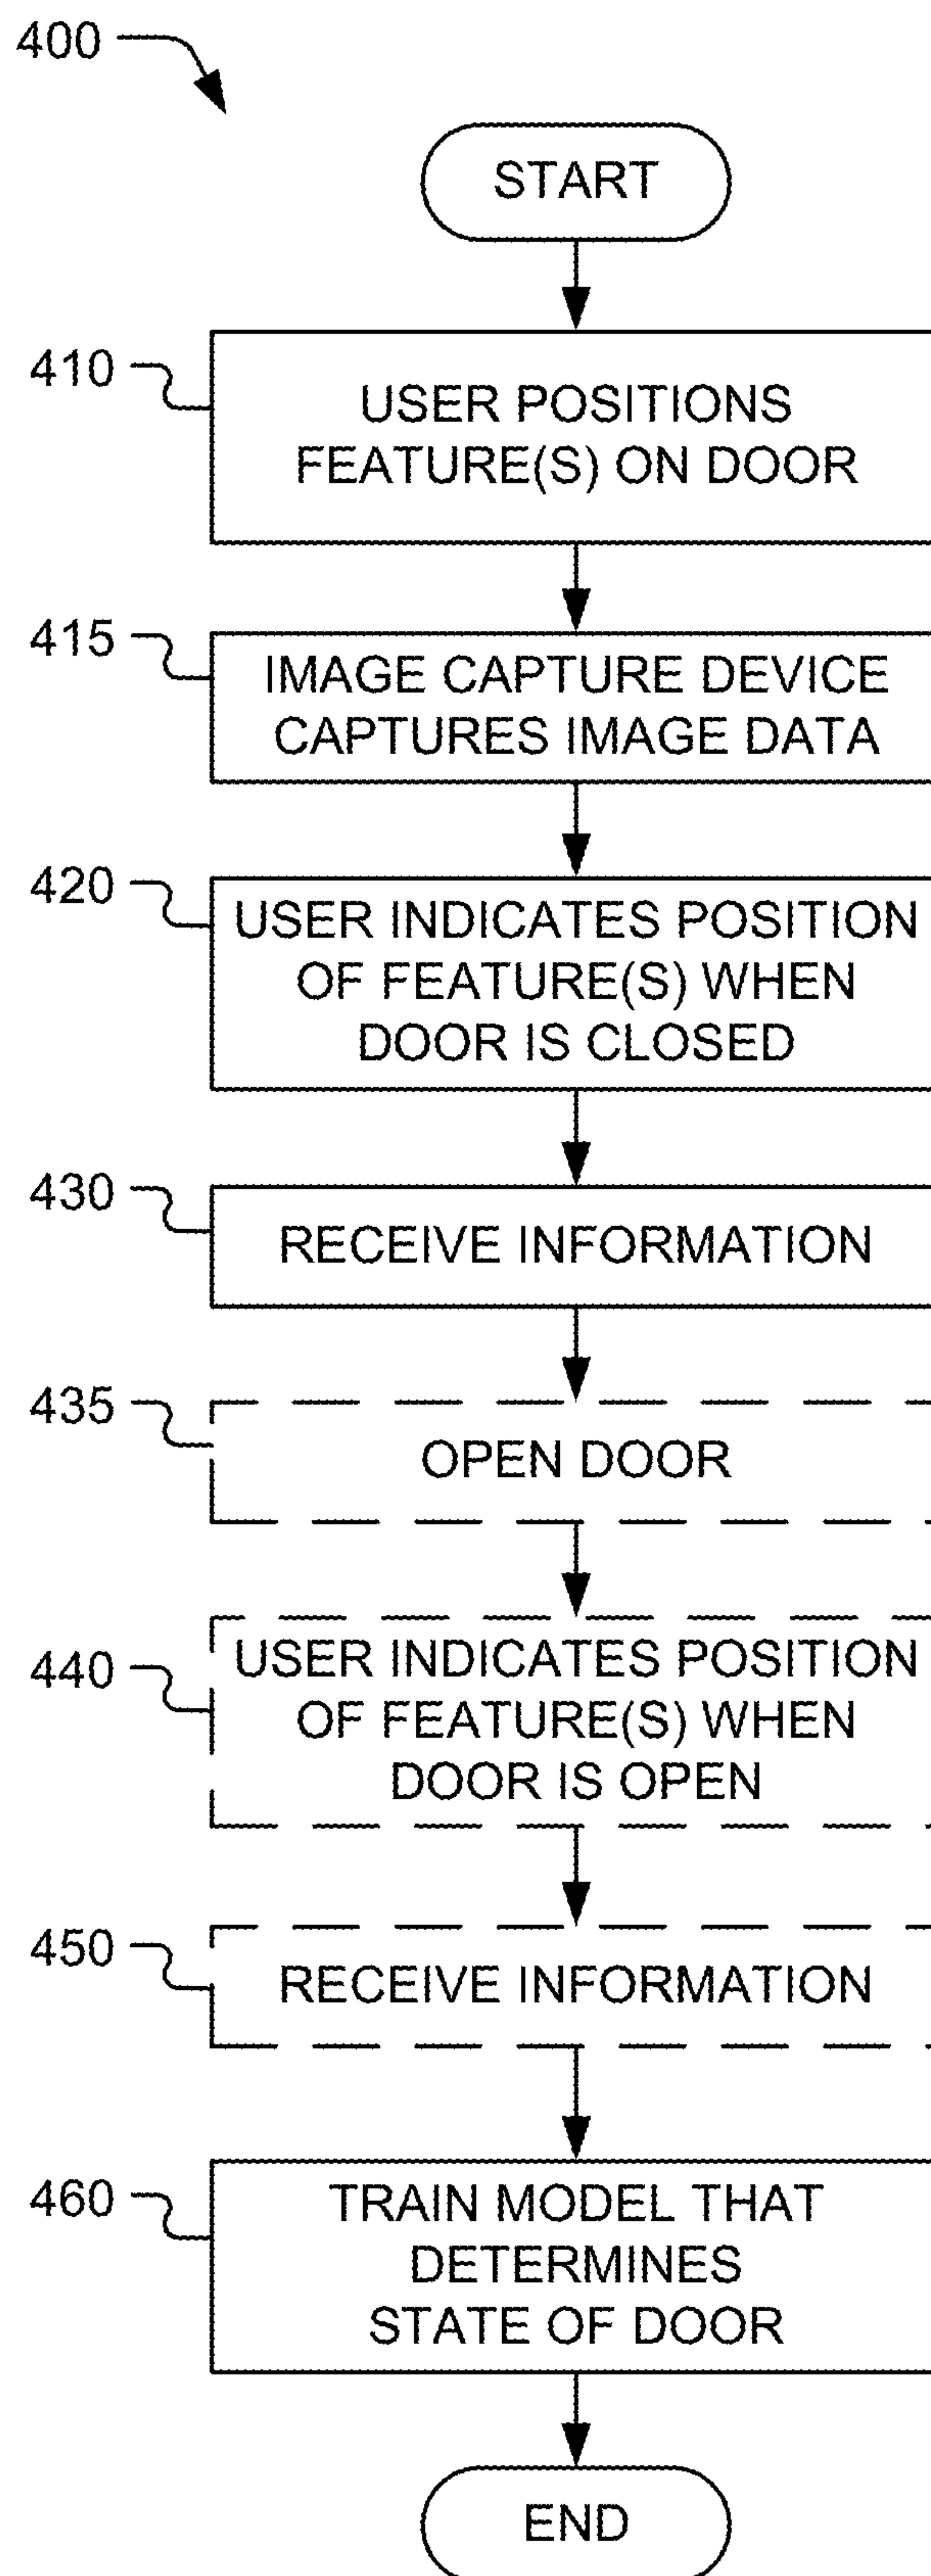 400
START
410
USER POSITIONS
FEATURE(S) ON DOOR
415
IMAGE CAPTURE DEVICE
CAPTURES IMAGE DATA
420
USER INDICATES POSITION
OF FEATURE(S) WHEN
DOOR IS CLOSED
430
RECEIVE INFORMATION
435
OPEN DOOR
440
USER INDICATES POSITION
OF FEATURE(S) WHEN
DOOR IS OPEN
450
RECEIVE INFORMATION
460
TRAIN MODEL THAT
DETERMINES
STATE OF DOOR
END